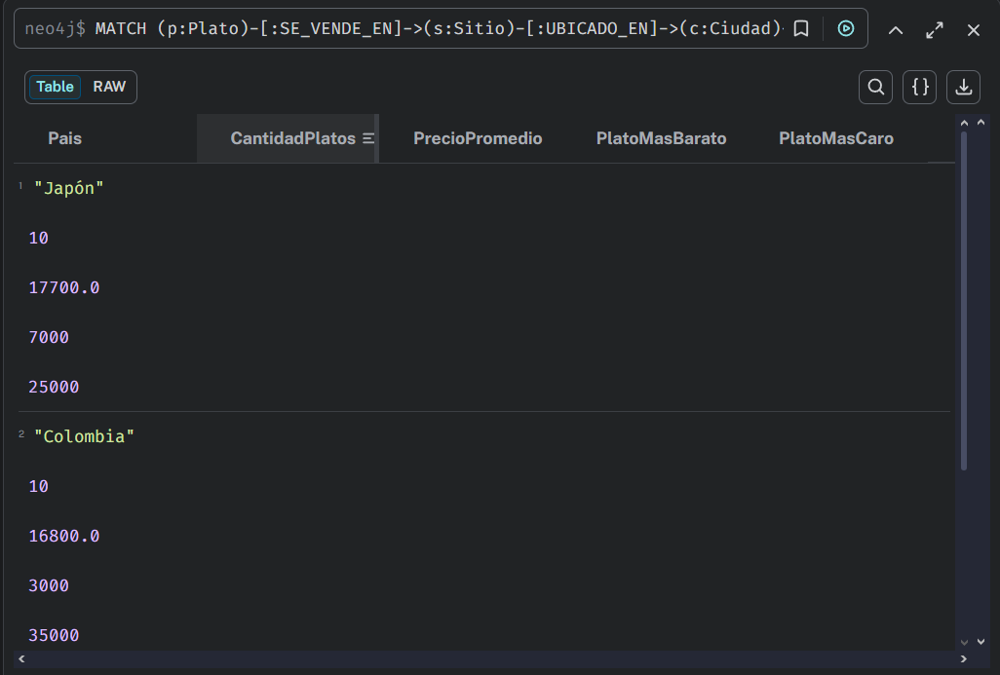 neo4j$ MATCH (p:Plato)-[:SE_VENDE_EN]->(s:Sitio)-[:UBICADO_EN]->(c:Ciudad)-
Table RAW
Pais CantidadPlatos PrecioPromedio PlatoMasBarato PlatoMasCaro
1 "Japón"
10
17700.0
7000
25000
2 "Colombia"
10
16800.0
3000
35000